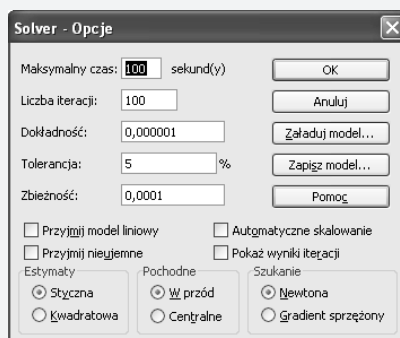 Solver - Opcje
Maksymalny czas: 100 sekund(y) OK
Liczba iteracji: 100 Anuluj
Dokładność: 0,000001 Załaduj model...
Tolerancja: 5 % Zapisz model...
Zbieżność: 0,0001 Pomoc
Przyjmij model liniowy Automatyczne skalowanie
Przyjmij nieujemne Pokaż wyniki iteracji
Estymaty Pochodne Szukanie
Styczna W przód Newtona
Kwadratowa Centralne Gradient sprzężony